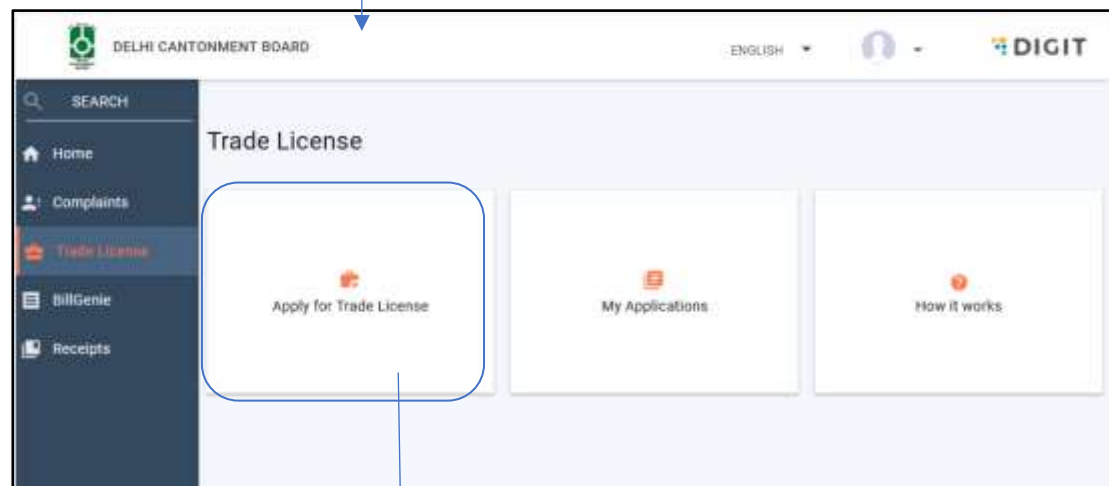 DELHI CANTONMENT BOARD
ENGLISH
DIGIT
SEARCH
Home
Complaints
Trade License
BillGenie
Receipts
Trade License
Apply for Trade License
My Applications
How it works